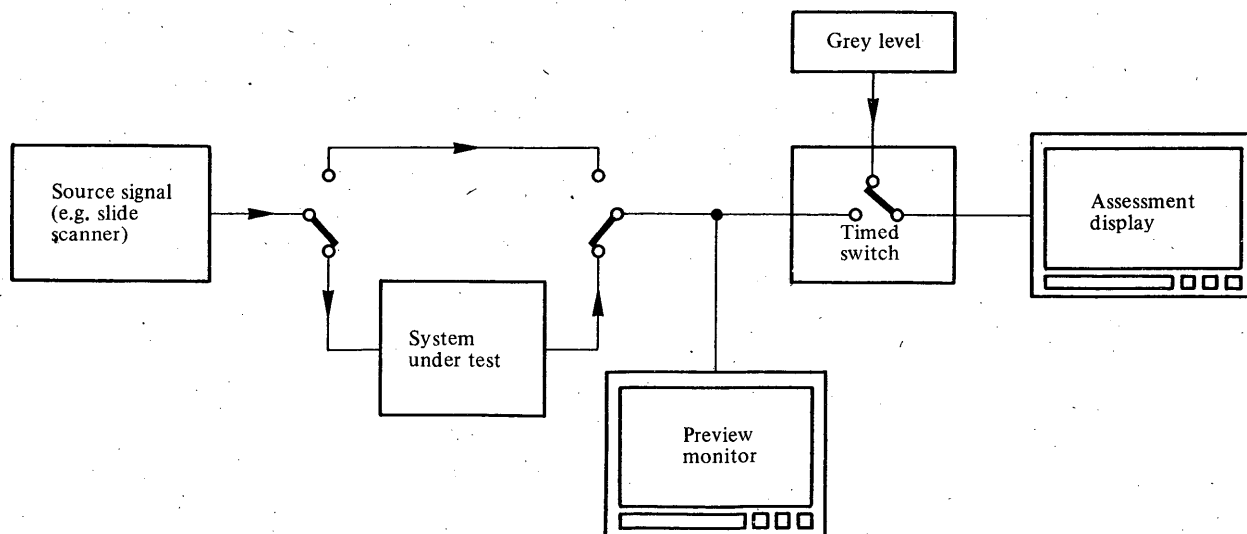 Grey level
Source signal
(e.g. slide
scanner)
Timed
switch
Assessment
display
System
under test
Preview
monitor